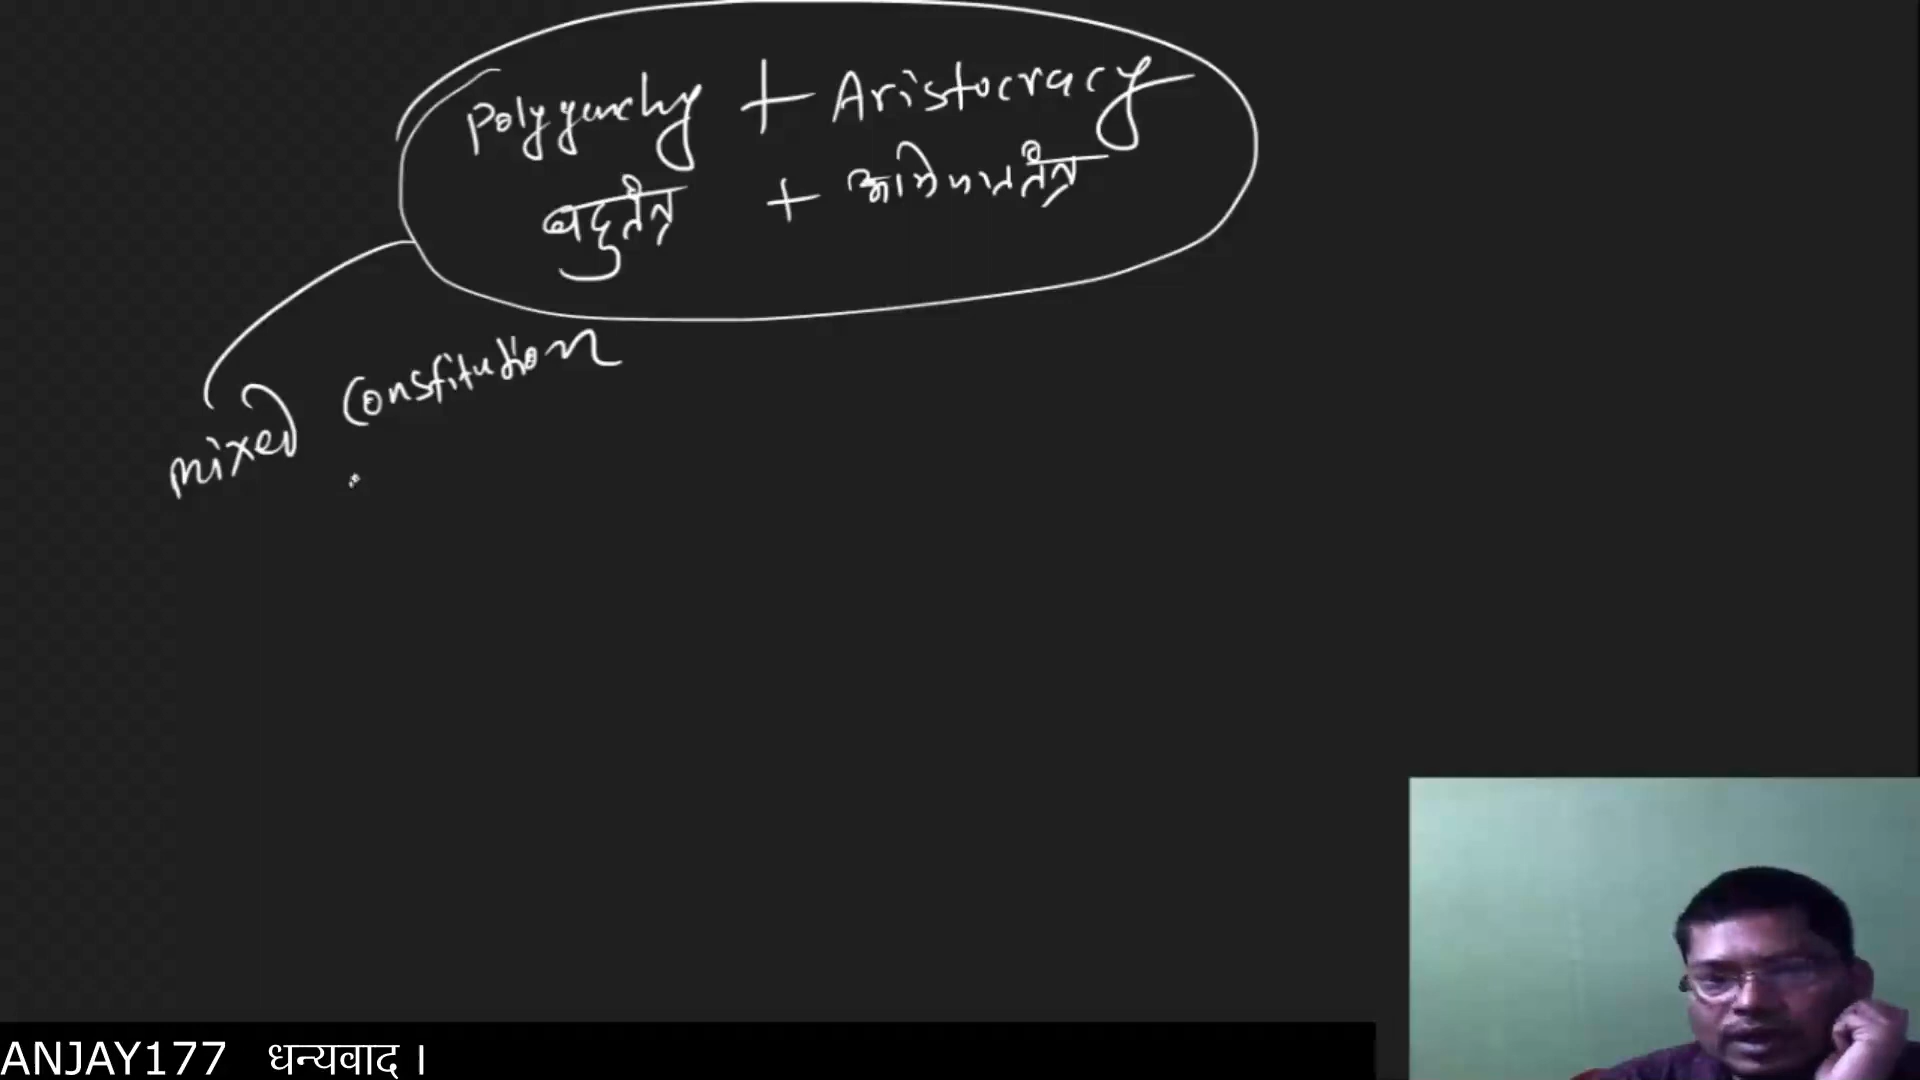 Polygarchy + Aristocracy
बहुतंत्र + अभिजाततंत्र
mixed Constitution
ANJAY177 धन्यवाद ।